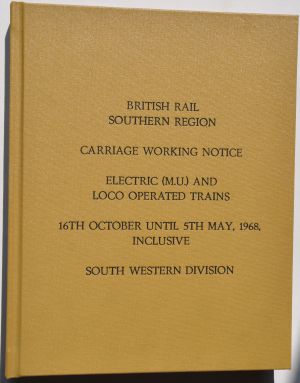 BRITISH RAIL
SOUTHERN REGION
CARRIAGE WORKING NOTICE
ELECTRIC (M.U.) AND
LOCO OPERATED TRAINS
16TH OCTOBER UNTIL 5TH MAY, 1968,
INCLUSIVE
SOUTH WESTERN DIVISION